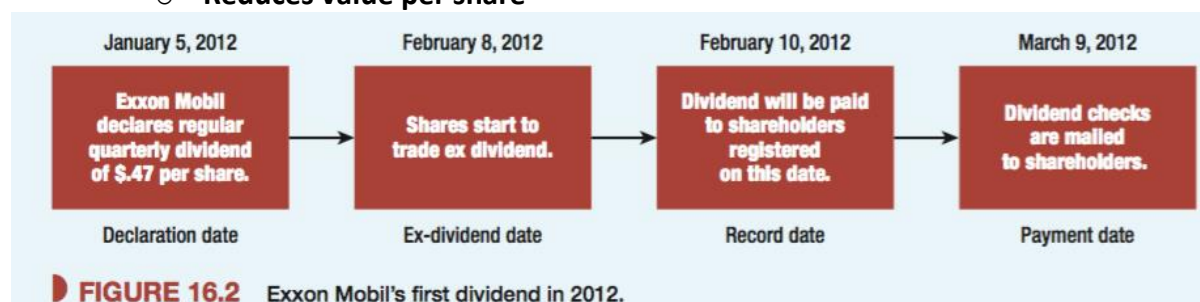 ○ Reduces value per share
January 5, 2012
Exxon Mobil
declares regular
quarterly dividend
of $.47 per share.
Declaration date
February 8, 2012
Shares start to
trade ex dividend.
Ex-dividend date
February 10, 2012
Dividend will be paid
to shareholders
registered
on this date.
Record date
March 9, 2012
Dividend checks
are mailed
to shareholders.
Payment date
FIGURE 16.2 Exxon Mobil's first dividend in 2012.